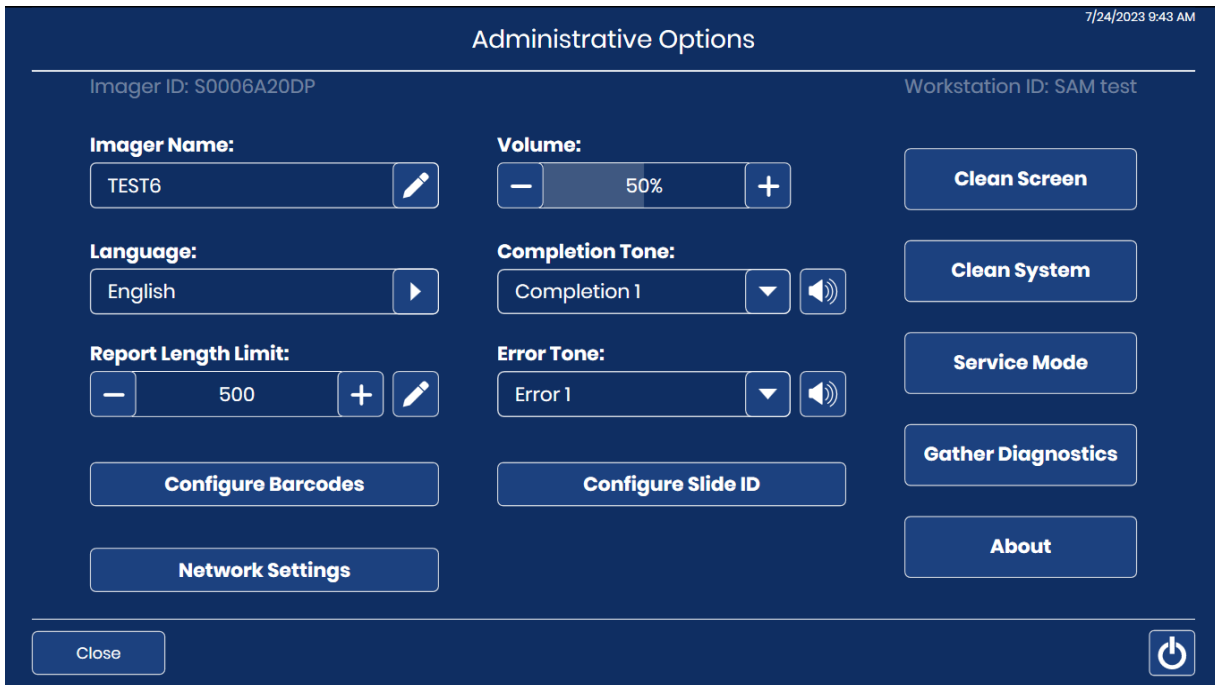 7/24/2023 9:43 AM
Administrative Options
Imager ID: S0006A20DP
Workstation ID: SAM test
Imager Name:
TEST6
Volume:
50%
Clean Screen
Language:
English
Completion Tone:
Completion 1
Clean System
Report Length Limit:
500
Error Tone:
Error 1
Service Mode
Configure Barcodes
Configure Slide ID
Gather Diagnostics
Network Settings
About
Close